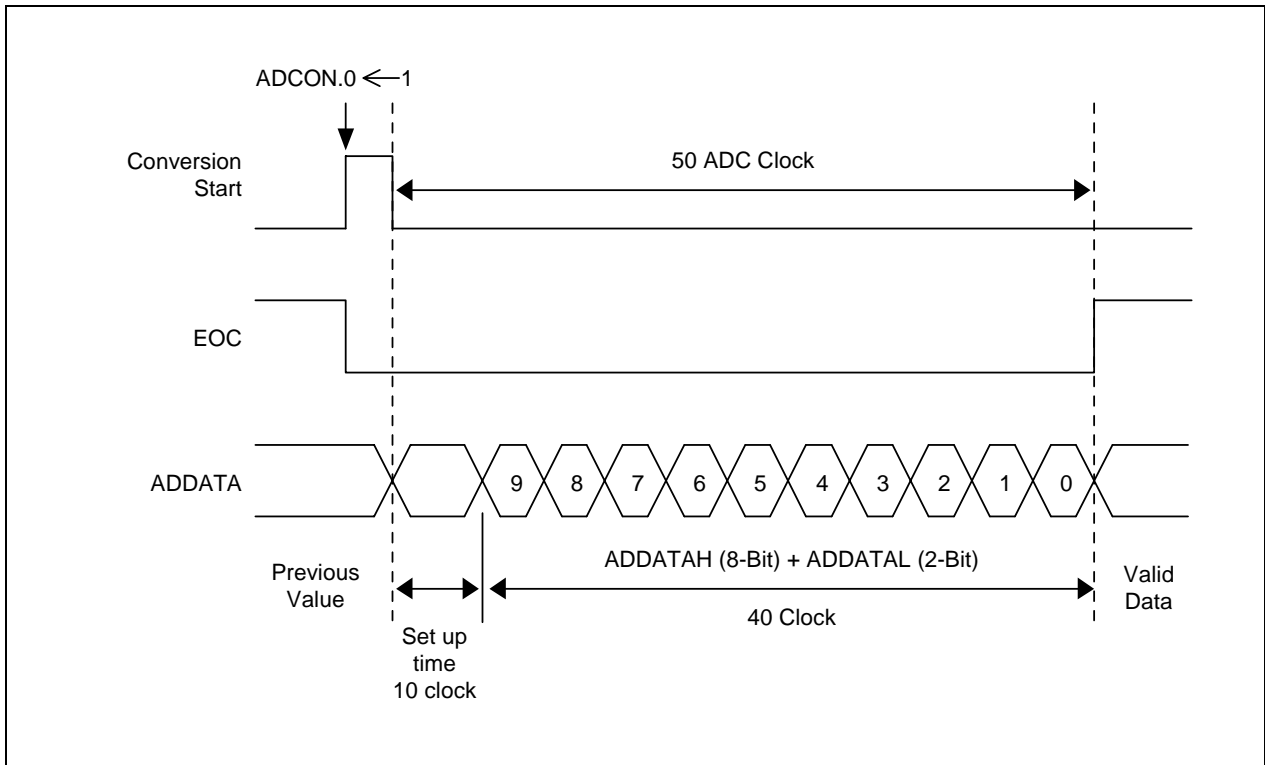 ADCON.0 ← 1
Conversion
Start
50 ADC Clock
EOC
ADDATA
9 8 7 6 5 4 3 2 1 0
Previous
Value
ADDATAH (8-Bit) + ADDATAL (2-Bit)
40 Clock
Valid
Data
Set up
time
10 clock